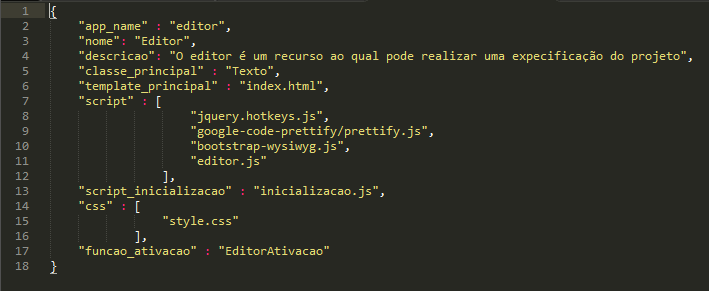 1 {
2 "app_name" : "editor",
3 "nome": "Editor",
4 "descricao": "O editor é um recurso ao qual pode realizar uma expecificação do projeto",
5 "classe_principal" : "Texto",
6 "template_principal" : "index.html",
7 "script" : [
8 "jquery.hotkeys.js",
9 "google-code-prettify/prettify.js",
10 "bootstrap-wysiwyg.js",
11 "editor.js"
12 ],
13 "script_inicializacao" : "inicializacao.js",
14 "css" : [
15 "style.css"
16 ],
17 "funcao_ativacao" : "EditorAtivacao"
18 }